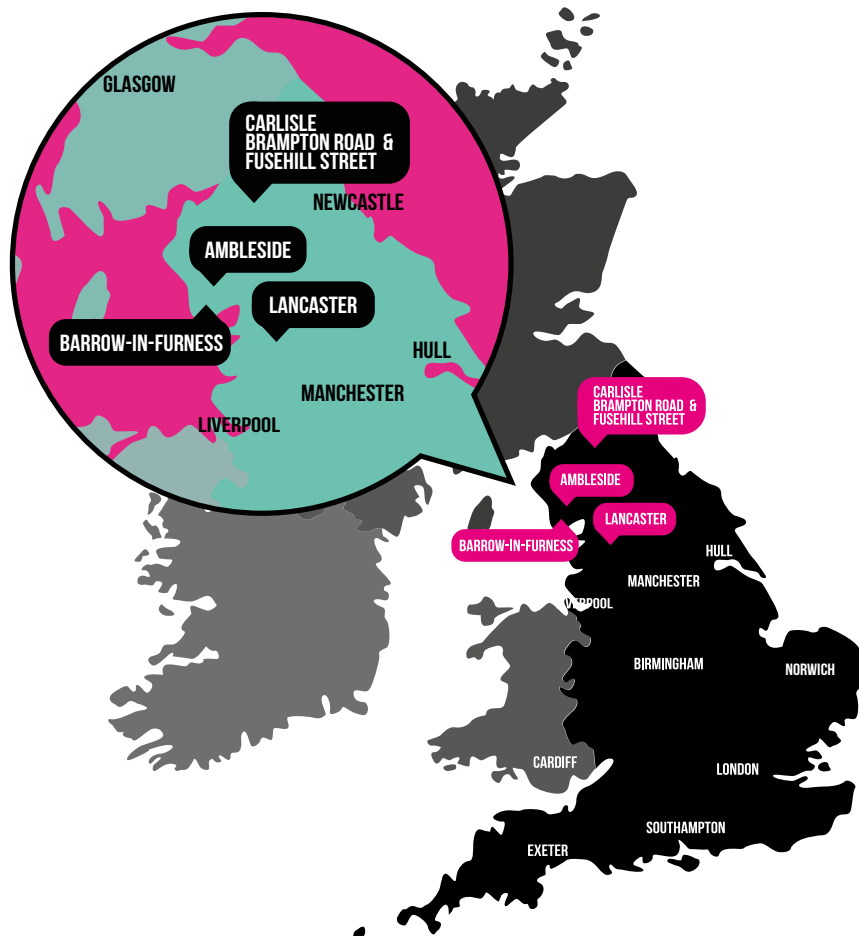 GLASGOW
CARLISLE
BRAMPTON ROAD &
FUSEHILL STREET
NEWCASTLE
AMBLESIDE
LANCASTER
BARROW-IN-FURNESS
HULL
MANCHESTER
LIVERPOOL
CARLISLE
BRAMPTON ROAD &
FUSEHILL STREET
AMBLESIDE
LANCASTER
BARROW-IN-FURNESS
HULL
MANCHESTER
VERPOOL
BIRMINGHAM
NORWICH
CARDIFF
LONDON
SOUTHAMPTON
EXETER